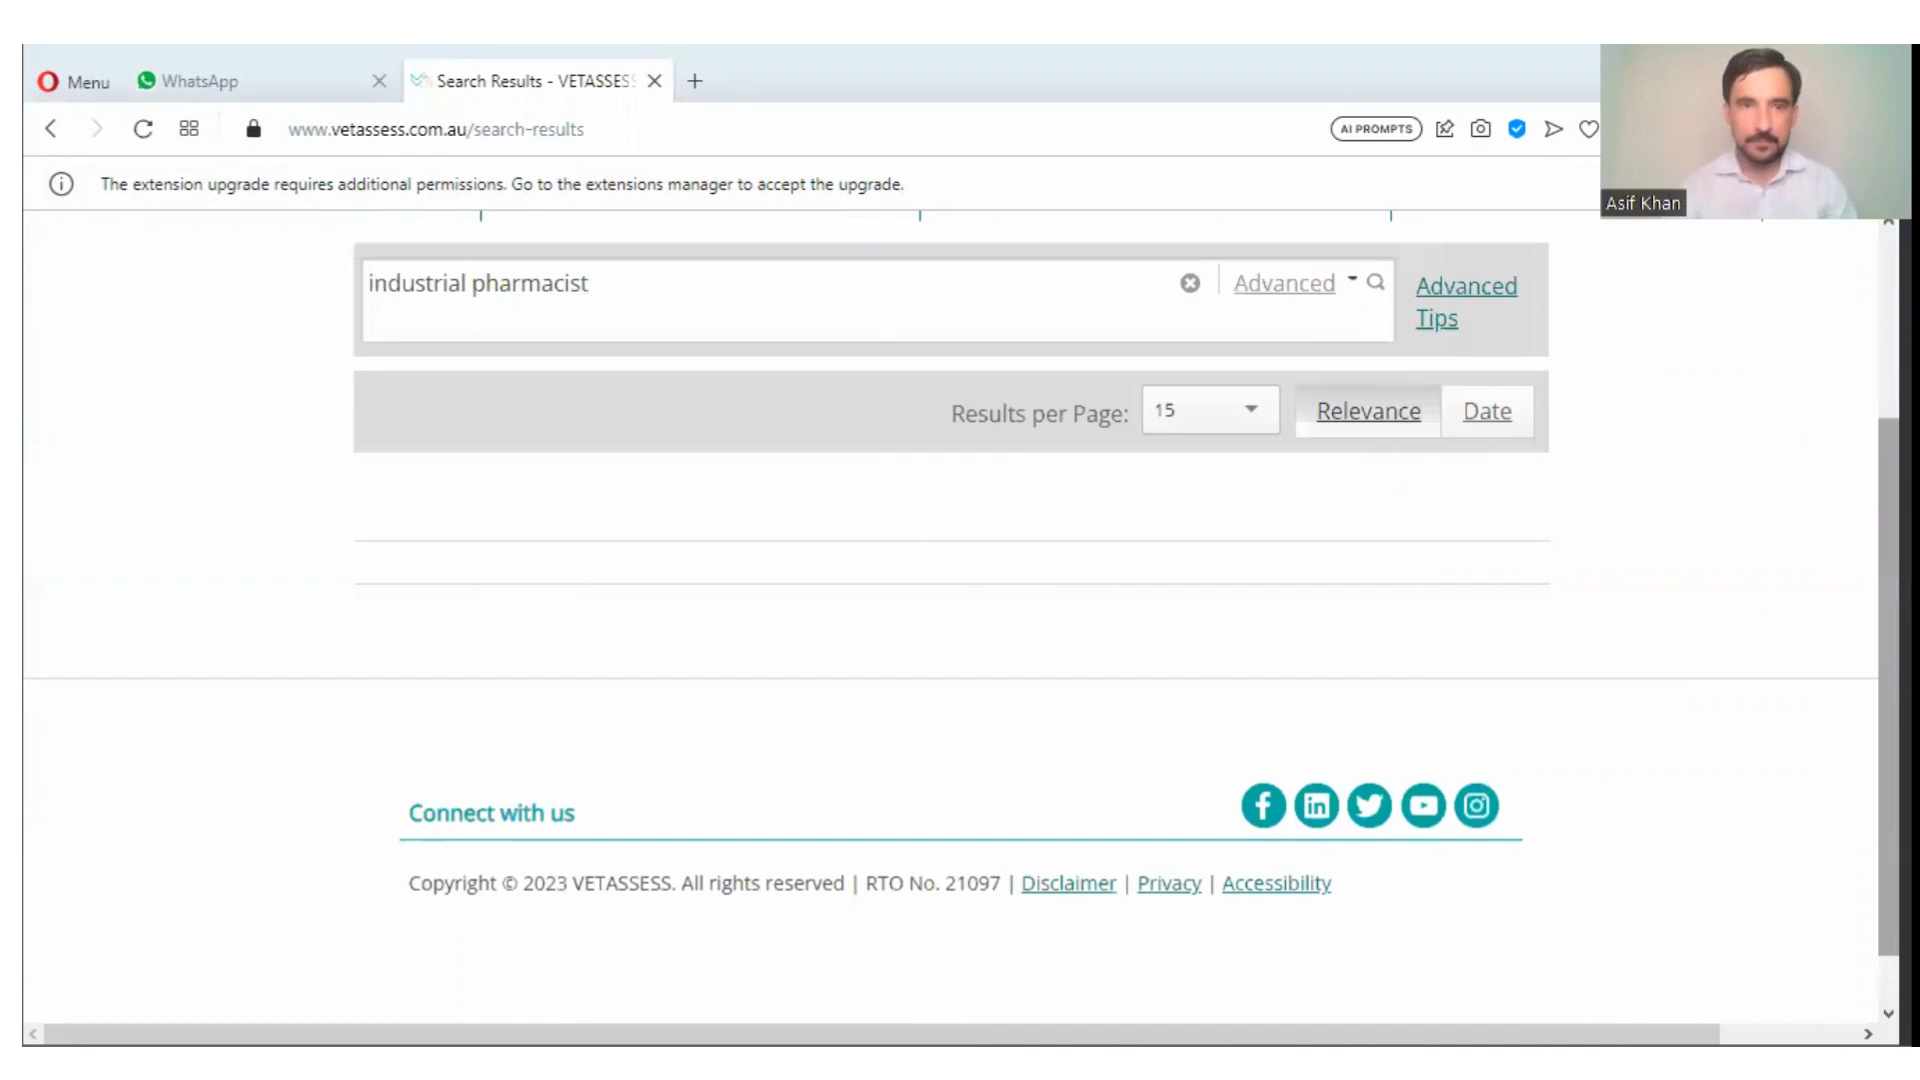 Menu
WhatsApp
Search Results - VETASSES
www.vetassess.com.au/search-results
AI PROMPTS
The extension upgrade requires additional permissions. Go to the extensions manager to accept the upgrade.
Asif Khan
industrial pharmacist
Advanced
Advanced
Tips
Results per Page:
15
Relevance
Date
Connect with us
Copyright © 2023 VETASSESS. All rights reserved | RTO No. 21097 | Disclaimer | Privacy | Accessibility